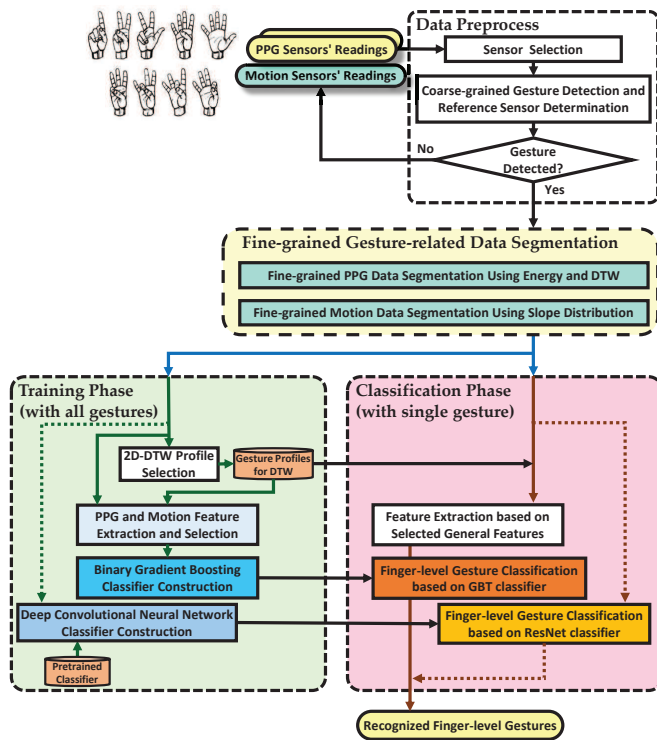 Data Preprocess
PPG Sensors' Readings
Motion Sensors' Readings
Sensor Selection
Coarse-grained Gesture Detection and
Reference Sensor Determination
No
Gesture
Detected?
Yes
Fine-grained Gesture-related Data Segmentation
Fine-grained PPG Data Segmentation Using Energy and DTW
Fine-grained Motion Data Segmentation Using Slope Distribution
Training Phase
(with all gestures)
2D-DTW Profile
Selection
Gesture Profiles
for DTW
PPG and Motion Feature
Extraction and Selection
Binary Gradient Boosting
Classifier Construction
Deep Convolutional Neural Network
Classifier Construction
Pretrained
Classifier
Classification Phase
(with single gesture)
Feature Extraction based on
Selected General Features
Finger-level Gesture Classification
based on GBT classifier
Finger-level Gesture Classification
based on ResNet classifier
Recognized Finger-level Gestures